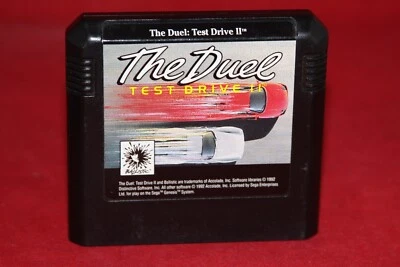 The Duel: Test Drive II™
The Duel
TEST DRIVE II
Ballistic
The Duel: Test Drive II and Ballistic are trademarks of Accolade, Inc. Software libraries © 1992
Distinctive Software, Inc. All other software © 1992 Accolade, Inc. Licensed by Sega Enterprises
Ltd. for play on the Sega™ Genesis™ System.